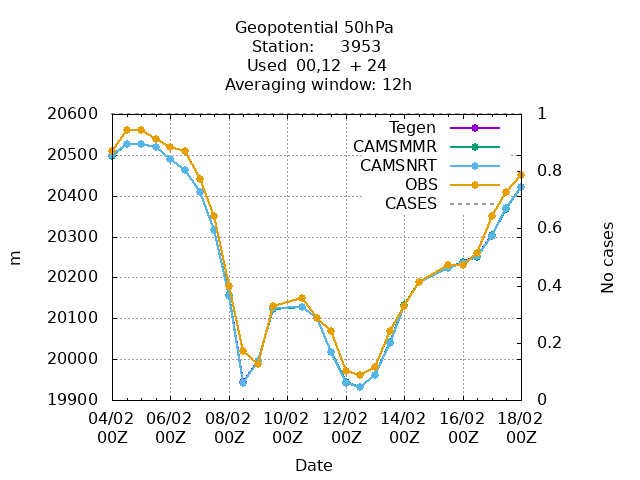 Geopotential 50hPa
Station: 3953
Used 00,12 + 24
Averaging window: 12h
20600
20500
20400
20300
20200
20100
20000
19900
m
1
0.8
0.6
0.4
0.2
0
No cases
Tegen
CAMSMMR
CAMSNRT
OBS
CASES
04/02 06/02 08/02 10/02 12/02 14/02 16/02 18/02
00Z 00Z 00Z 00Z 00Z 00Z 00Z 00Z
Date